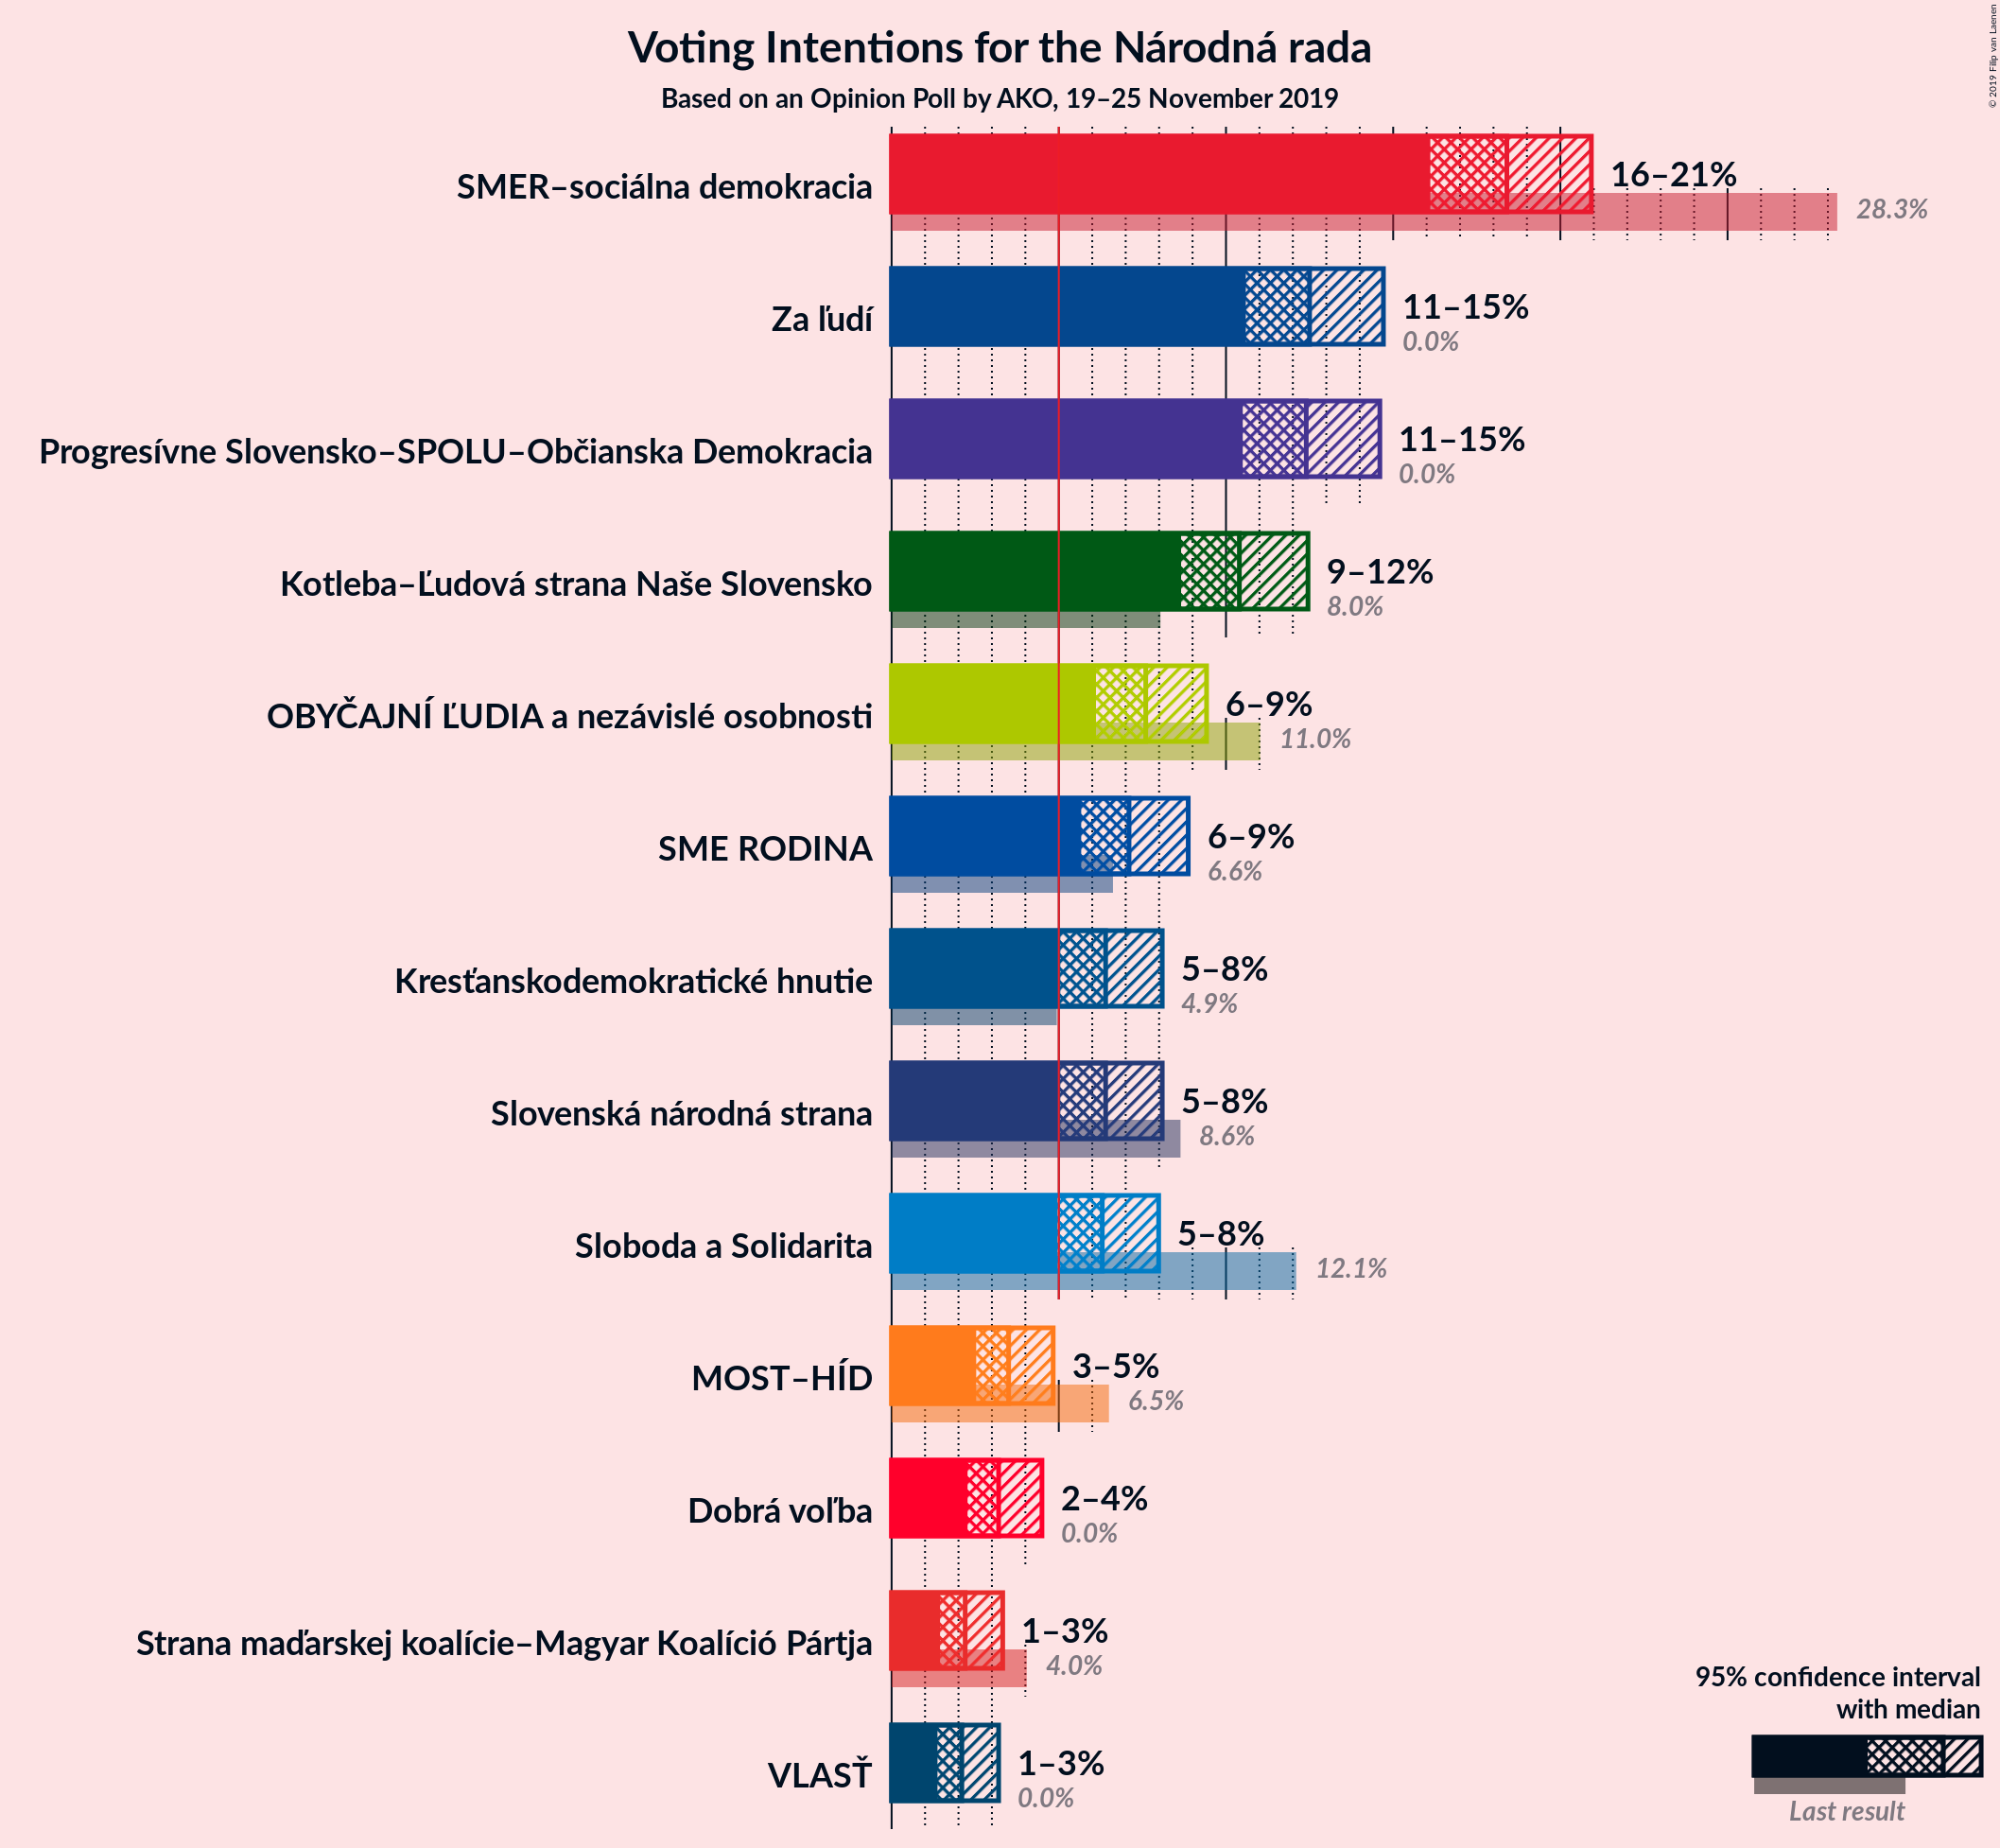 Voting Intentions for the Národná rada
Based on an Opinion Poll by AKO, 19–25 November 2019
© 2019 Filip van Laenen
SMER–sociálna demokracia
16–21%
28.3%
Za ľudí
11–15%
0.0%
Progresívne Slovensko–SPOLU–Občianska Demokracia
11–15%
0.0%
Kotleba–Ľudová strana Naše Slovensko
9–12%
8.0%
OBYČAJNÍ ĽUDIA a nezávislé osobnosti
6–9%
11.0%
SME RODINA
6–9%
6.6%
Kresťanskodemokratické hnutie
5–8%
4.9%
Slovenská národná strana
5–8%
8.6%
Sloboda a Solidarita
5–8%
12.1%
MOST–HÍD
3–5%
6.5%
Dobrá voľba
2–4%
0.0%
Strana maďarskej koalície–Magyar Koalíció Pártja
1–3%
4.0%
VLASŤ
1–3%
0.0%
95% confidence interval
with median
Last result